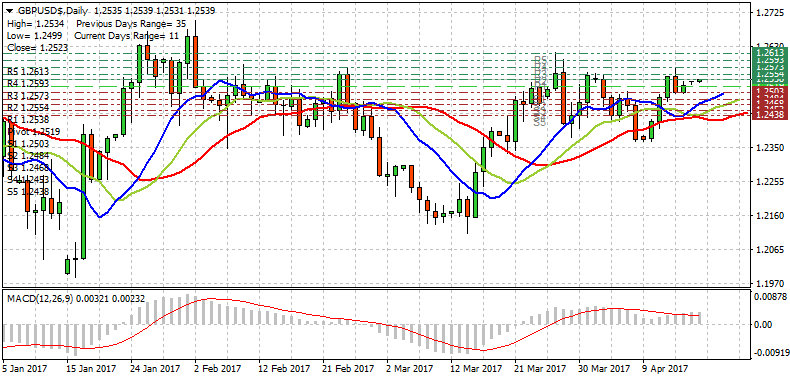 GBPUSD$,Daily 1.2535 1.2539 1.2531 1.2539
High= 1.2534 Previous Days Range= 35
Low= 1.2499 Current Days Range= 11
Close= 1.2523
R5 1.2613
R4 1.2593
R3 1.2573
R2 1.2554
R1 1.2538
Pivot 1.2519
S1 1.2503
S2 1.2484
S3 1.2468
S4 1.2453
S5 1.2438
1.2725
1.2630
1.2613
1.2593
1.2573
1.2554
1.2503
1.2468
1.2438
1.2350
1.2255
1.2160
1.2065
1.1970
MACD(12,26,9) 0.00321 0.00232
0.00878
0.00
-0.00919
5 Jan 2017 15 Jan 2017 24 Jan 2017 2 Feb 2017 12 Feb 2017 21 Feb 2017 2 Mar 2017 12 Mar 2017 21 Mar 2017 30 Mar 2017 9 Apr 2017